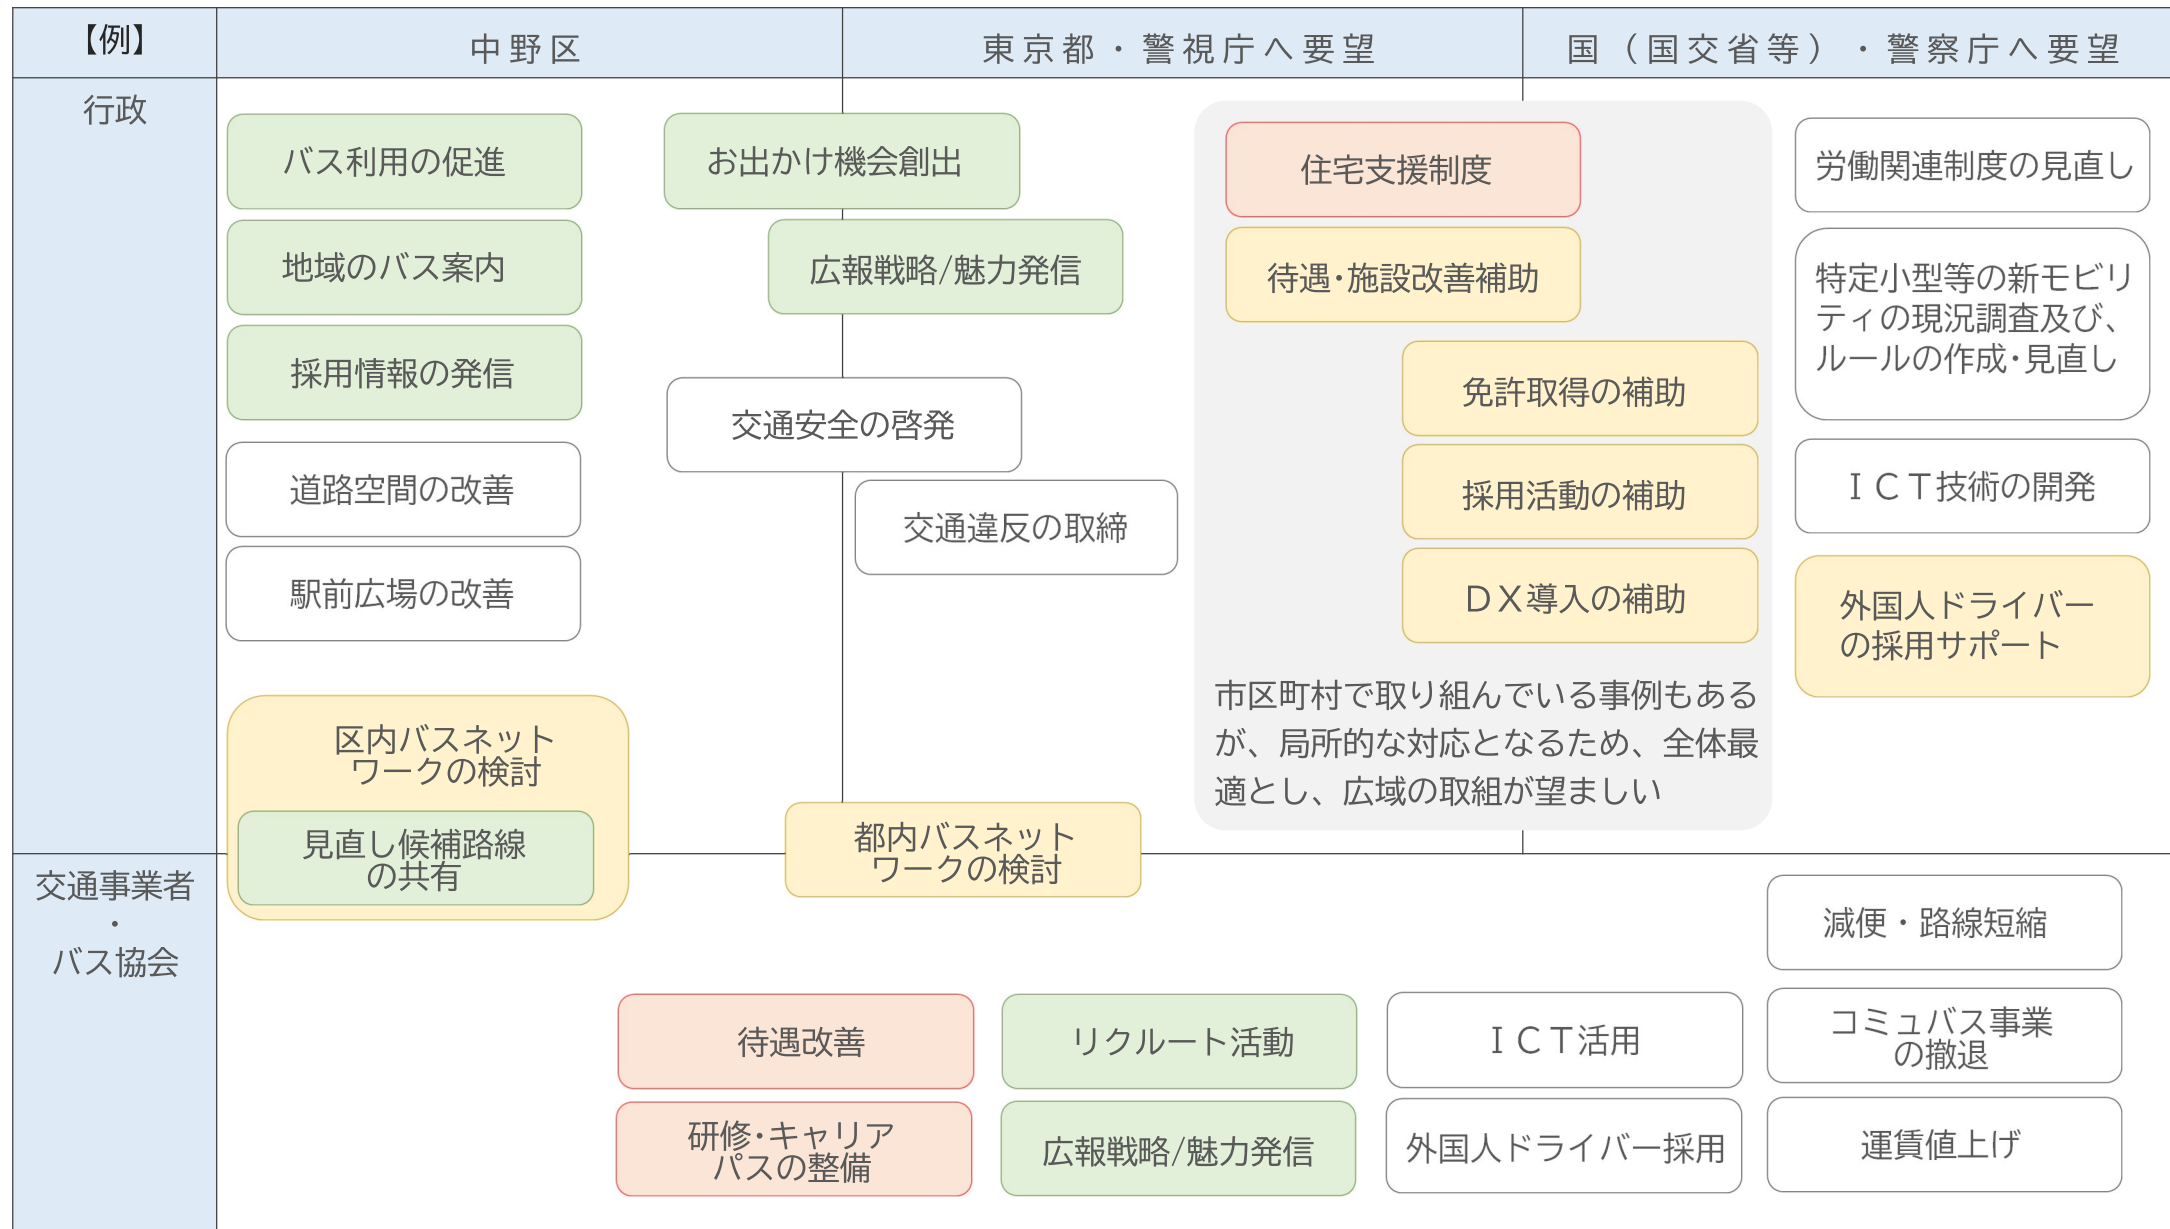 【例】
中野区
東京都・警視庁へ要望
国（国交省等）・警察庁へ要望
行政
バス利用の促進
地域のバス案内
採用情報の発信
道路空間の改善
駅前広場の改善
お出かけ機会創出
広報戦略/魅力発信
交通安全の啓発
交通違反の取締
住宅支援制度
待遇・施設改善補助
免許取得の補助
採用活動の補助
ＤＸ導入の補助
市区町村で取り組んでいる事例もある
が、局所的な対応となるため、全体最
適とし、広域の取組が望ましい
労働関連制度の見直し
特定小型等の新モビリ
ティの現況調査及び、
ルールの作成・見直し
ＩＣＴ技術の開発
外国人ドライバー
の採用サポート
区内バスネット
ワークの検討
見直し候補路線
の共有
都内バスネット
ワークの検討
交通事業者
・
バス協会
待遇改善
研修・キャリア
パスの整備
リクルート活動
広報戦略/魅力発信
ＩＣＴ活用
外国人ドライバー採用
減便・路線短縮
コミュバス事業
の撤退
運賃値上げ